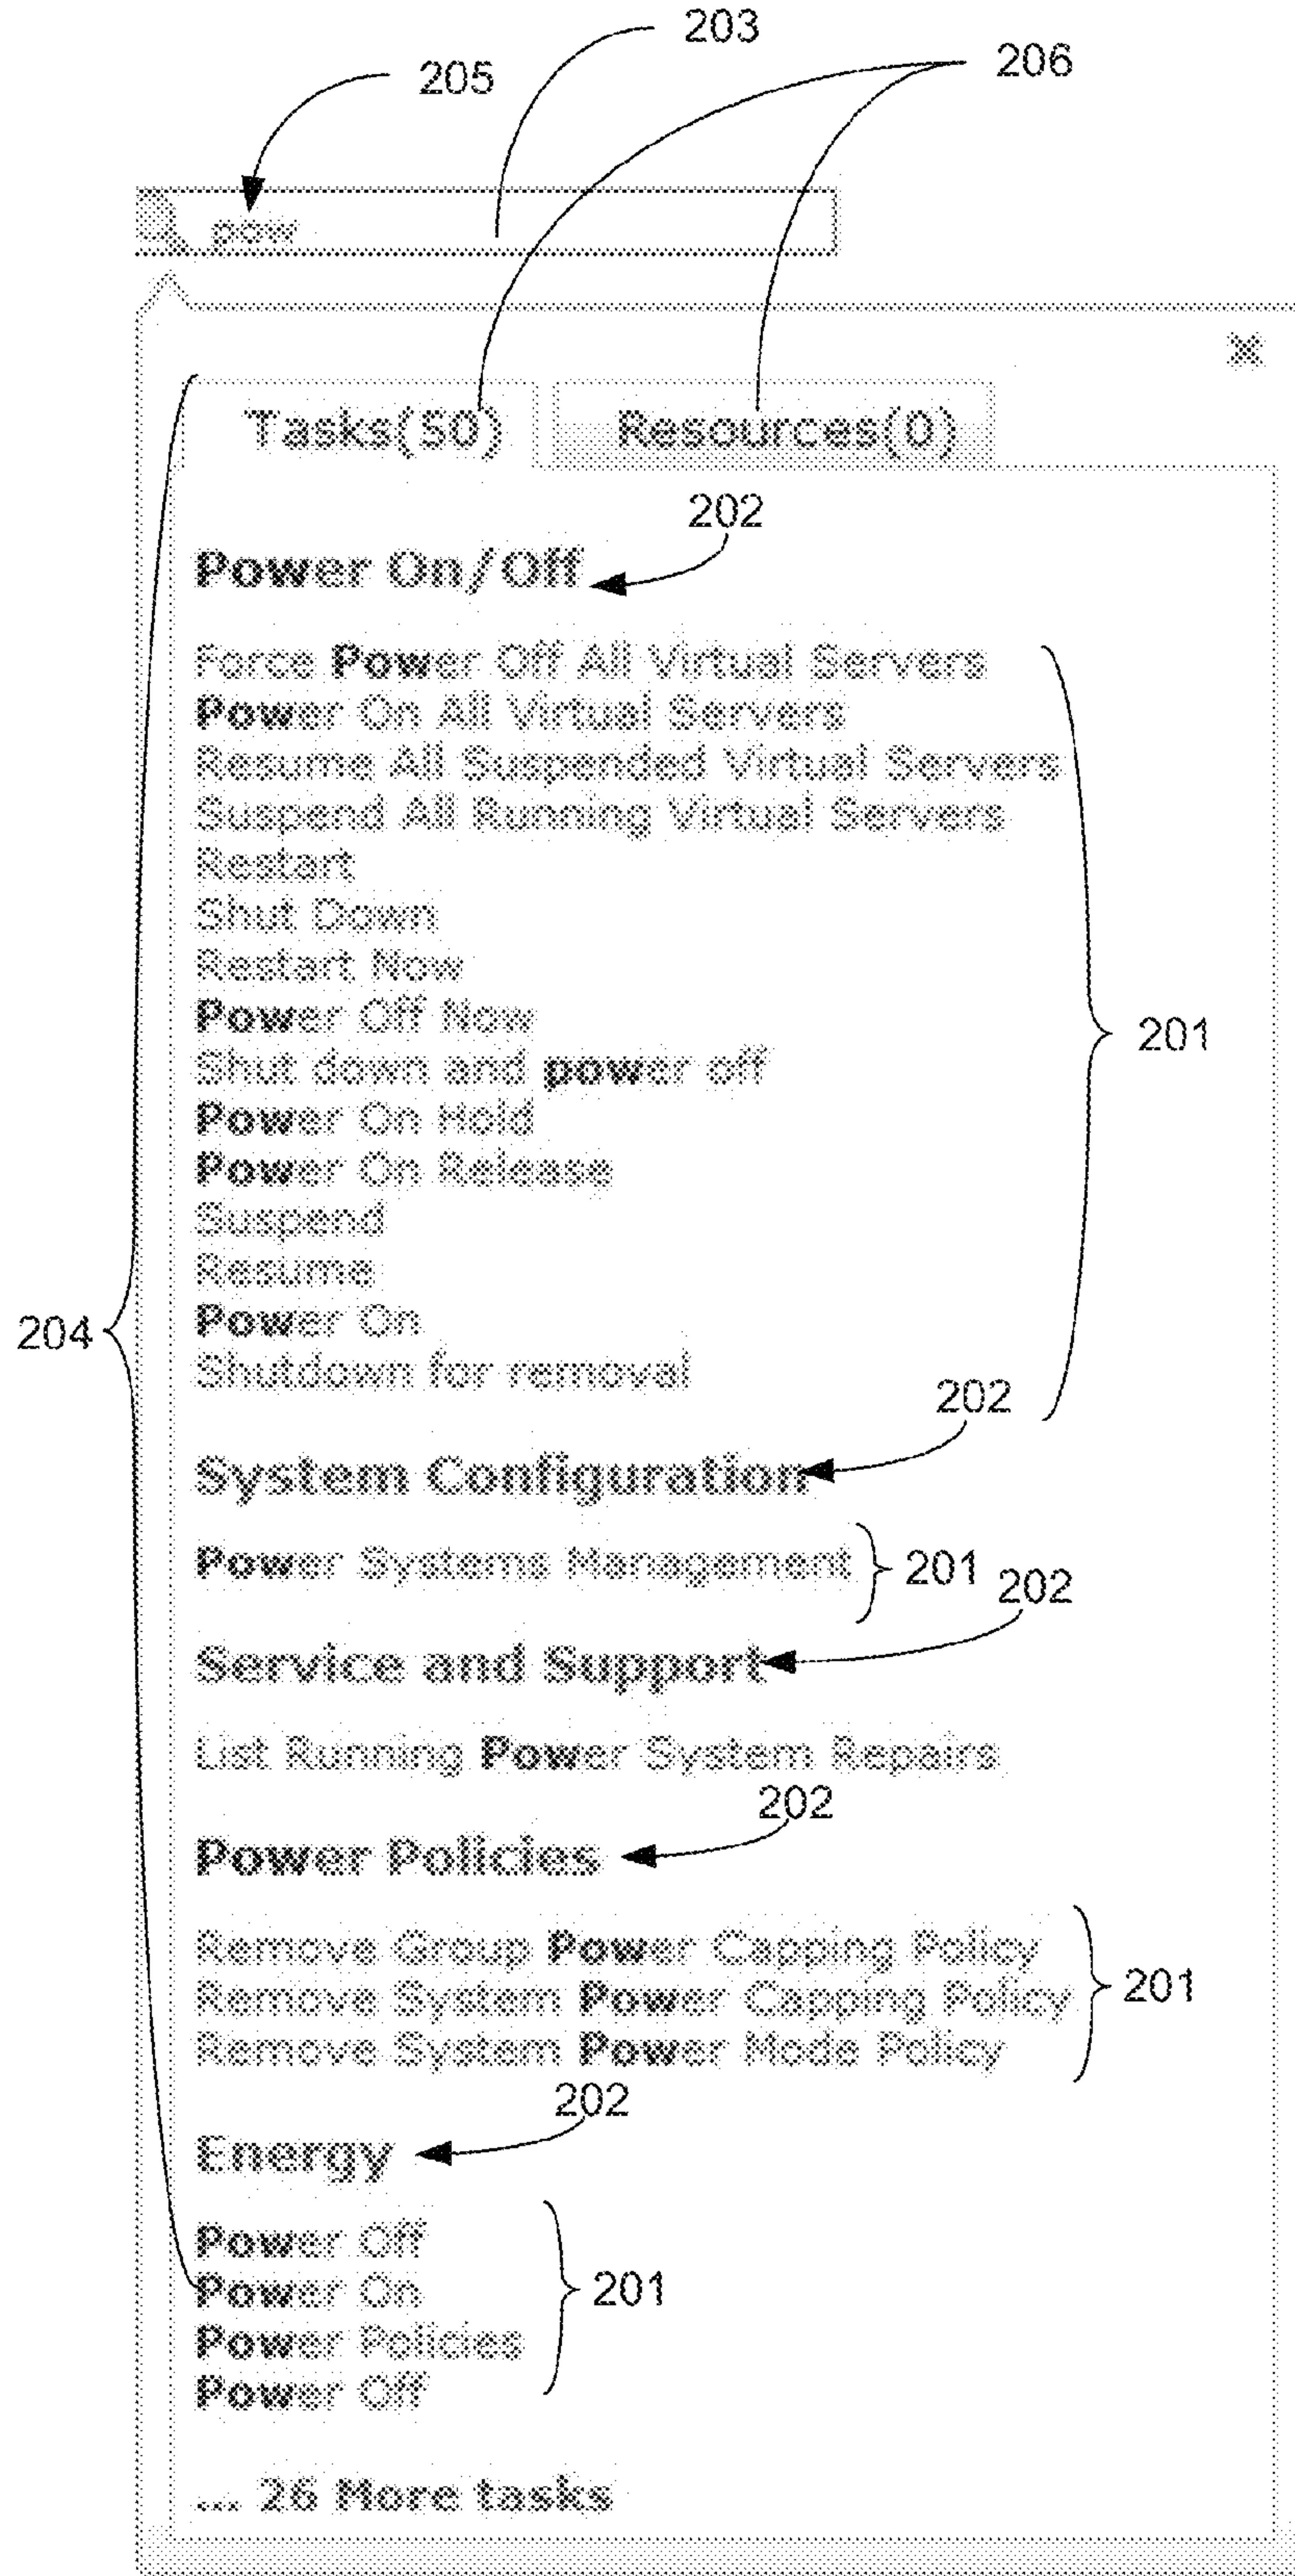 203
205
206
pow
Tasks(50) Resources(0)
202
Power On/Off
Force Power Off All Virtual Servers
Power On All Virtual Servers
Resume All Suspended Virtual Servers
Suspend All Running Virtual Servers
Restart
Shut Down
Restart Now
Power Off Now
201
Shut down and power off
Power On Hold
Power On Release
Suspend
Resume
Power On
204
Shutdown for removal
202
System Configuration
Power Systems Management 201
202
Service and Support
List Running Power System Repairs
202
Power Policies
Remove Group Power Capping Policy
Remove System Power Capping Policy 201
Remove System Power Mode Policy
202
Energy
Power Off
Power On 201
Power Policies
Power Off
... 26 More tasks